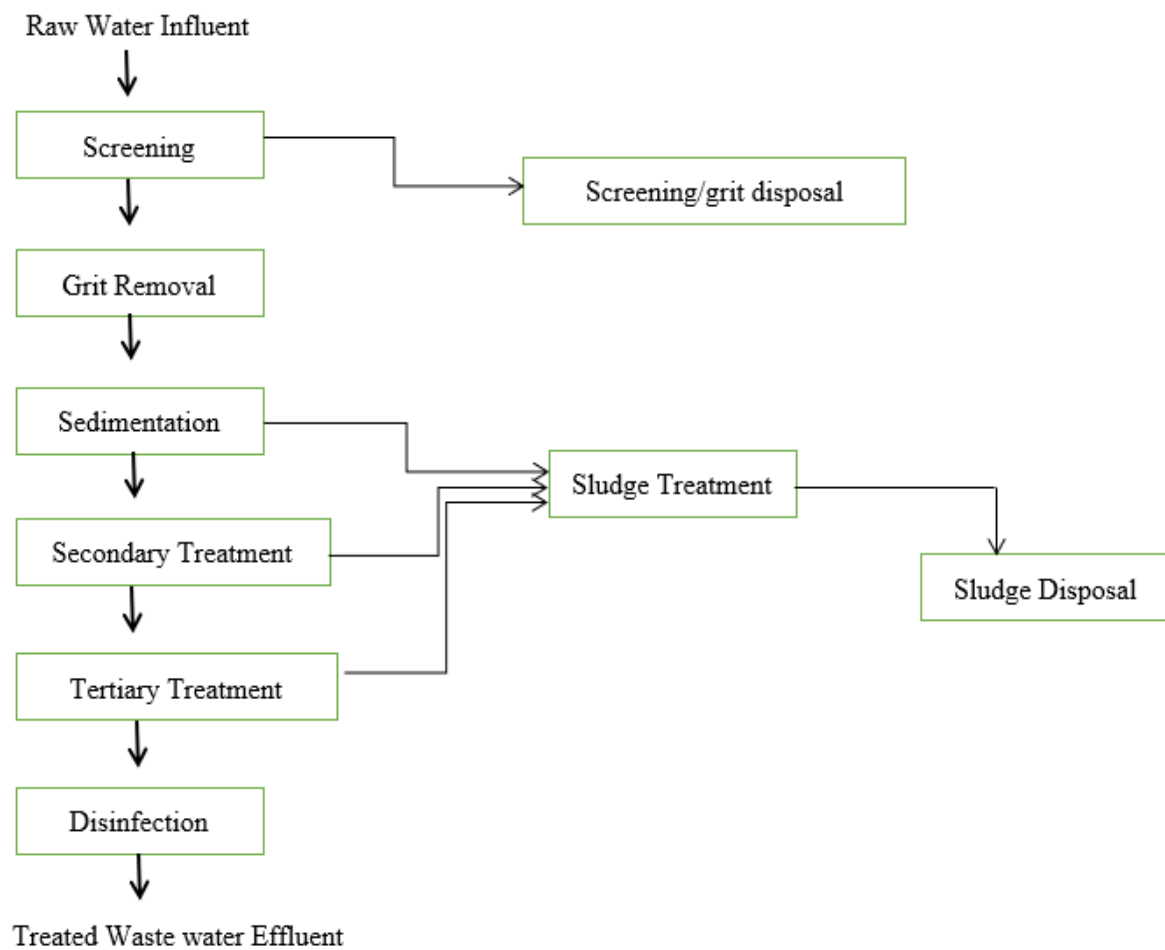 Raw Water Influent
Screening
Screening/grit disposal
Grit Removal
Sedimentation
Sludge Treatment
Secondary Treatment
Sludge Disposal
Tertiary Treatment
Disinfection
Treated Waste water Effluent